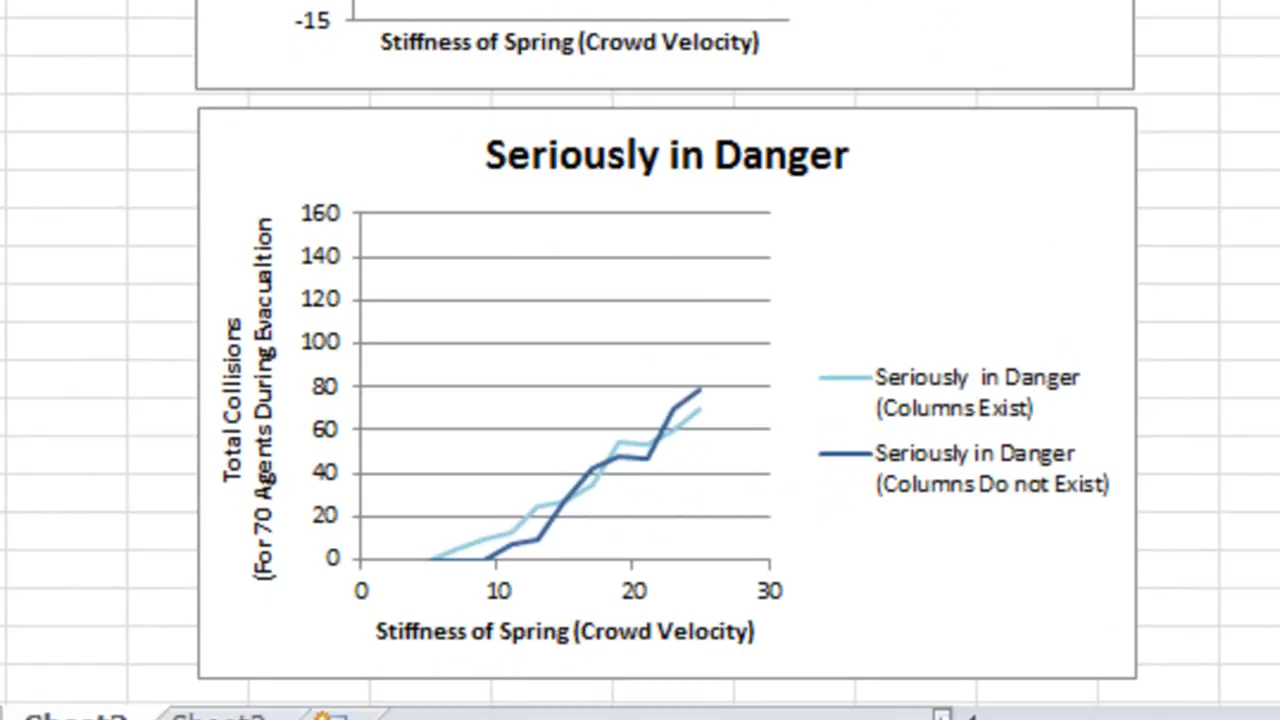 -15
Stiffness of Spring (Crowd Velocity)
Seriously in Danger
Total Collisions
(For 70 Agents During Evacualtion
160
140
120
100
80
60
40
20
0
0 10 20 30
Stiffness of Spring (Crowd Velocity)
Seriously in Danger
(Columns Exist)
Seriously in Danger
(Columns Do not Exist)